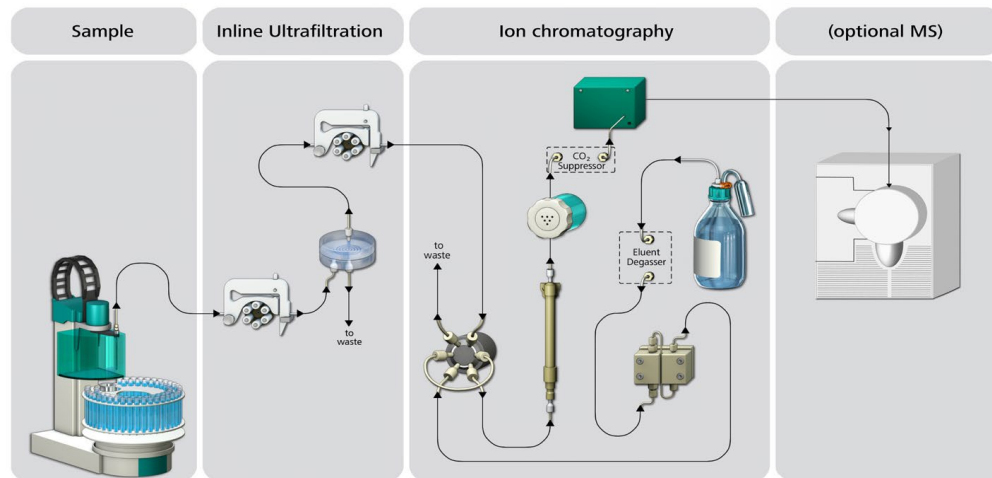 Sample
Inline Ultrafiltration
Ion chromatography
(optional MS)
CO₂
Suppressor
to
waste
Eluent
Degasser
to
waste